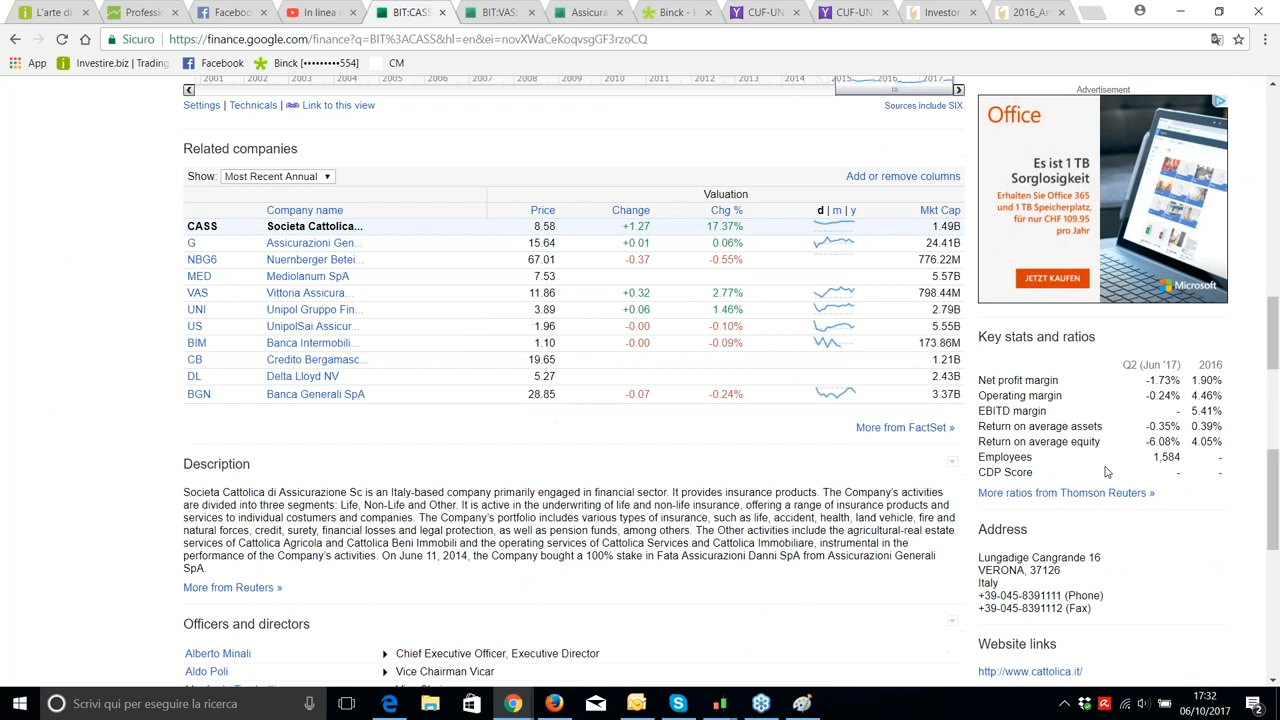 L'arte di
Profession
Facebook
In linea c
BIT:CASS
BIT:VAS
Assicura
Binck -
CUF-UN
CUF-UN
Investor
2016_An
Sicuro
https://finance.google.com/finance?q=BIT%3ACASS&hl=en&ei=novXWaCeKoqvsgGF3rzoCQ
App
Investire.biz | Trading
Facebook
Binck [•••••••••554]
CM
2001 2002 2003 2004 2005 2006 2007 2008 2009 2010 2011 2012 2013 2014 2015 2016 2017
Settings | Technicals | Link to this view
Sources include SIX
Related companies
Show: Most Recent Annual
Add or remove columns
Valuation
Company name Price Change Chg % d | m | y Mkt Cap
CASS Societa Cattolica... 8.58 +1.27 17.37% 1.49B
G Assicurazioni Gen... 15.64 +0.01 0.06% 24.41B
NBG6 Nuernberger Betei... 67.01 -0.37 -0.55% 776.22M
MED Mediolanum SpA 7.53 5.57B
VAS Vittoria Assicura... 11.86 +0.32 2.77% 798.44M
UNI Unipol Gruppo Fin... 3.89 +0.06 1.46% 2.79B
US UnipolSai Assicur... 1.96 -0.00 -0.10% 5.55B
BIM Banca Intermobili... 1.10 -0.00 -0.09% 173.86M
CB Credito Bergamasc... 19.65 1.21B
DL Delta Lloyd NV 5.27 2.43B
BGN Banca Generali SpA 28.85 -0.07 -0.24% 3.37B
More from FactSet »
Description
Societa Cattolica di Assicurazione Sc is an Italy-based company primarily engaged in financial sector. It provides insurance products. The Company's activities
are divided into three segments: Life, Non-Life and Other. It is active in the underwriting of life and non-life insurance, offering a range of insurance products and
services to individual costumers and companies. The Company's portfolio includes various types of insurance, such as life, accident, health, land vehicle, fire and
natural forces, credit, surety, financial losses and legal protection, as well as pension funds, among others. The Other activities include the agricultural-real estate
services of Cattolica Agricola and Cattolica Beni Immobili and the operating services of Cattolica Services and Cattolica Immobiliare, instrumental in the
performance of the Company's activities. On June 11, 2014, the Company bought a 100% stake in Fata Assicurazioni Danni SpA from Assicurazioni Generali
SpA.
More from Reuters »
Officers and directors
Alberto Minali Chief Executive Officer, Executive Director
Aldo Poli Vice Chairman Vicar
Advertisement
Office
Es ist 1 TB
Sorglosigkeit
Erhalten Sie Office 365
und 1 TB Speicherplatz,
für nur CHF 109.95
pro Jahr
JETZT KAUFEN
Microsoft
Key stats and ratios
Q2 (Jun '17) 2016
Net profit margin -1.73% 1.90%
Operating margin -0.24% 4.46%
EBITD margin - 5.41%
Return on average assets -0.35% 0.39%
Return on average equity -6.08% 4.05%
Employees 1,584 -
CDP Score - -
More ratios from Thomson Reuters »
Address
Lungadige Cangrande 16
VERONA, 37126
Italy
+39-045-8391111 (Phone)
+39-045-8391112 (Fax)
Website links
http://www.cattolica.it/
Scrivi qui per eseguire la ricerca
17:32
06/10/2017
2